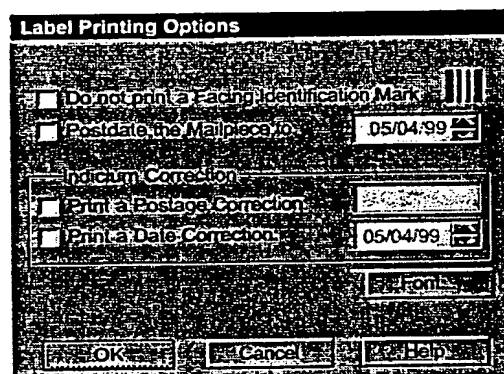 Label Printing Options
Do not print a Facing Identification Mark
Postdate the Mailpiece to: 05/04/99
Indicium Correction
Print a Postage Correction:
Print a Date Correction: 05/04/99
Font
OK Cancel Help